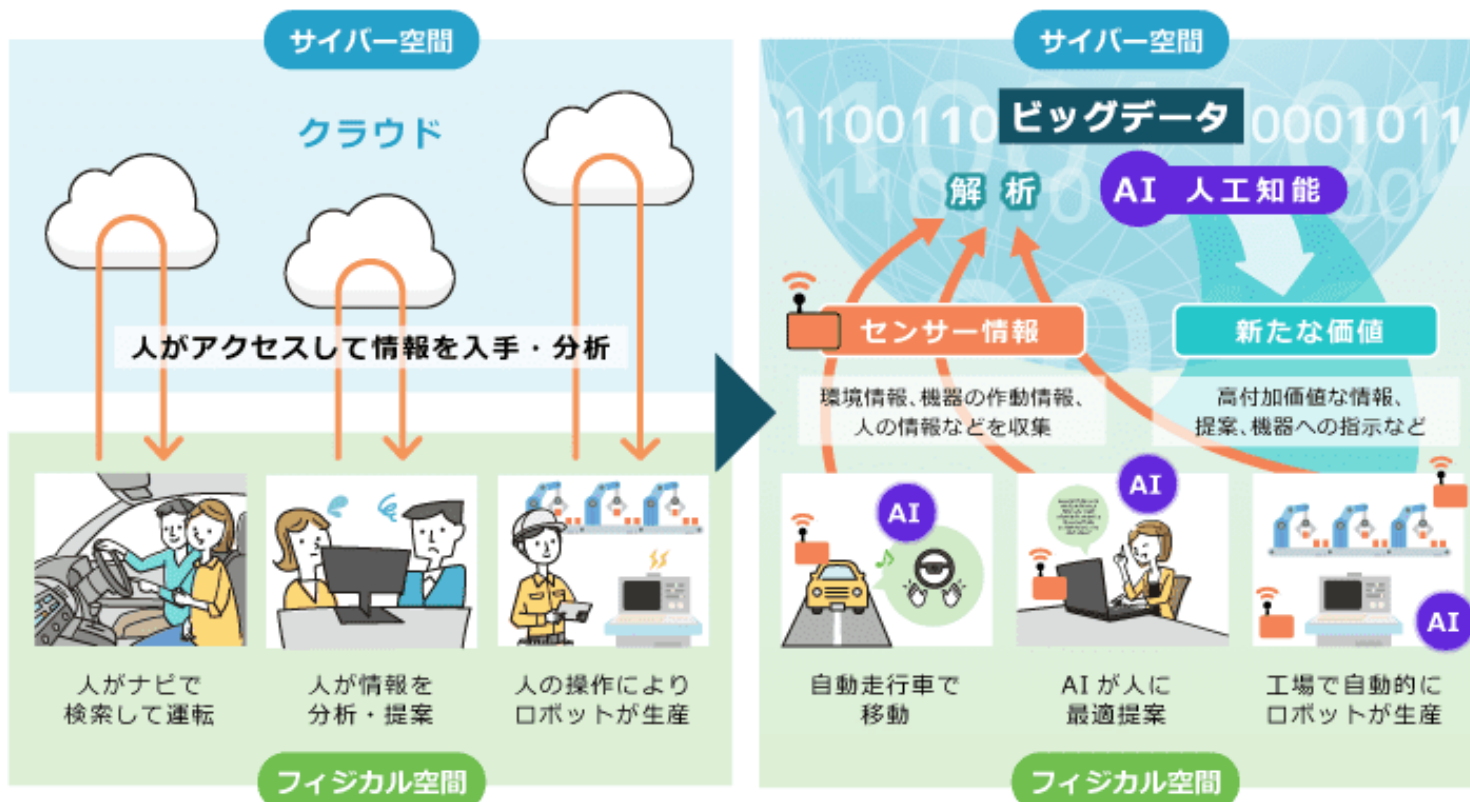 サイバー空間
クラウド
人がアクセスして情報を入手・分析
人がナビで
検索して運転
人が情報を
分析・提案
人の操作により
ロボットが生産
フィジカル空間
サイバー空間
ビッグデータ
解析
AI 人工知能
センサー情報
環境情報、機器の作動情報、
人の情報などを収集
新たな価値
高付加価値な情報、
提案、機器への指示など
AI
AI
AI
自動走行車で
移動
AIが人に
最適提案
工場で自動的に
ロボットが生産
フィジカル空間